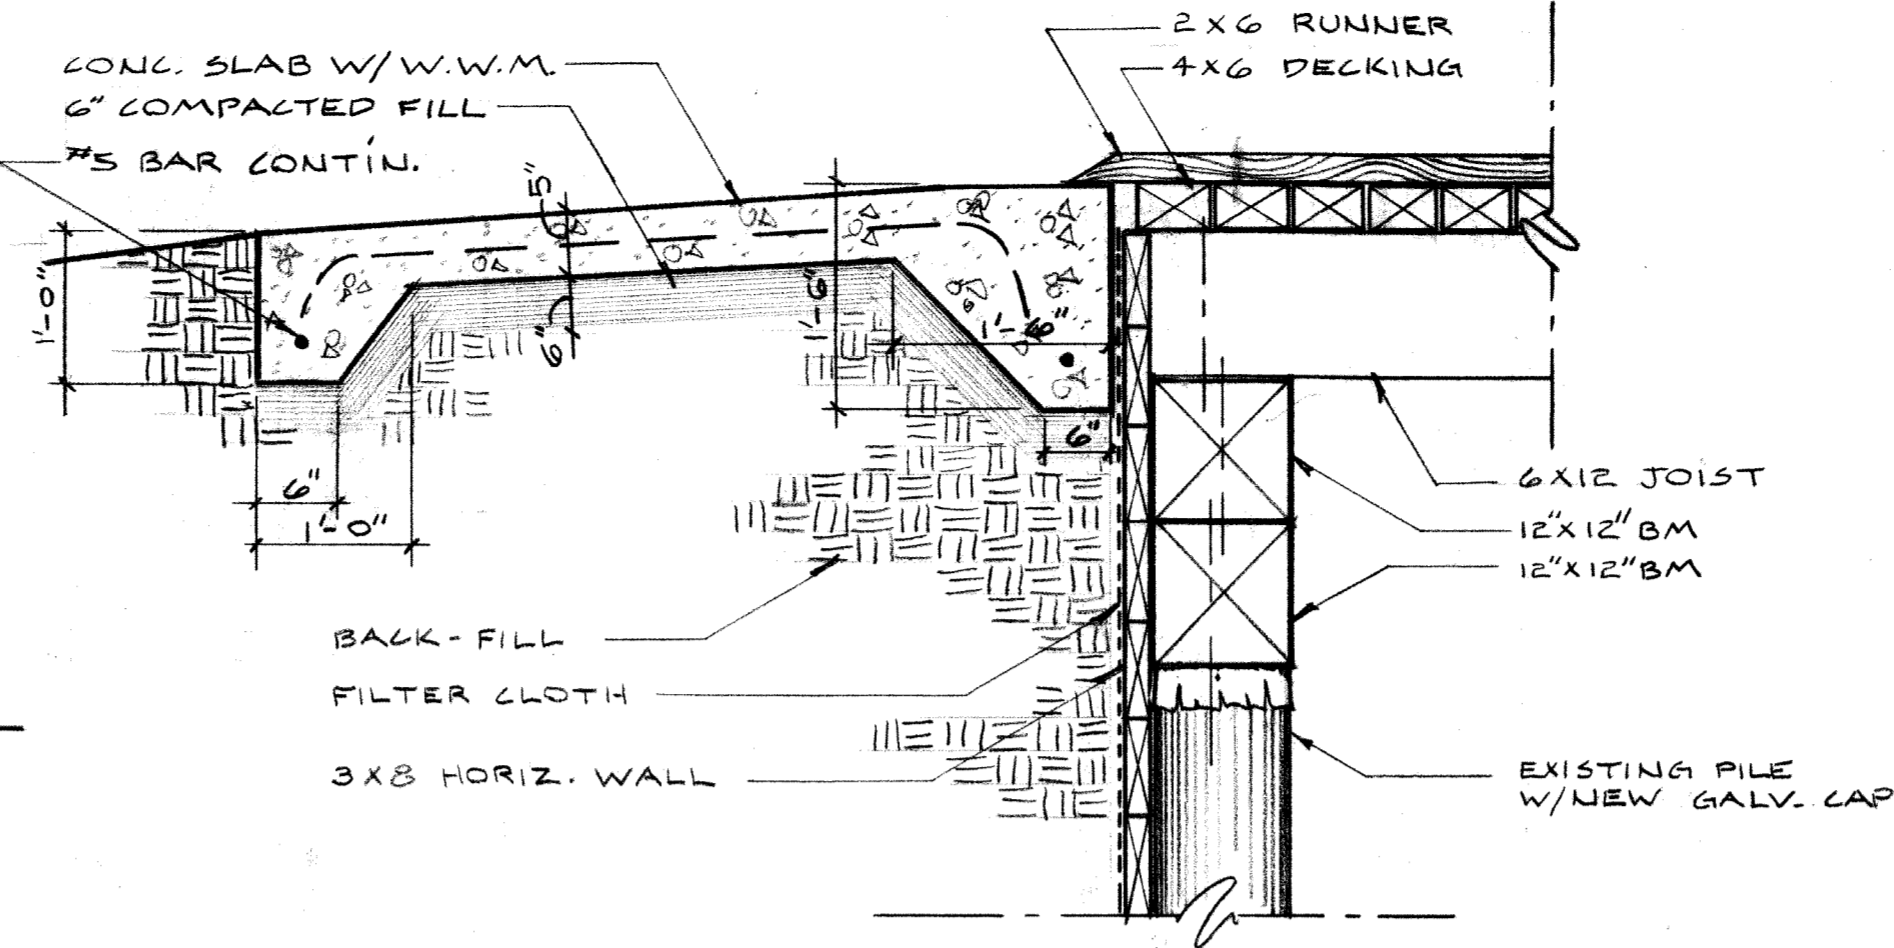 2X6 RUNNER
4X6 DECKING
CONC. SLAB W/W.W.M.
6" COMPACTED FILL
#5 BAR CONTIN.
5"
1'-0"
6"
1'-6"
1'-6"
6"
6"
1'-0"
6X12 JOIST
12"X12" BM
12"X12" BM
BACK-FILL
FILTER CLOTH
3X8 HORIZ. WALL
EXISTING PILE
W/NEW GALV. CAP